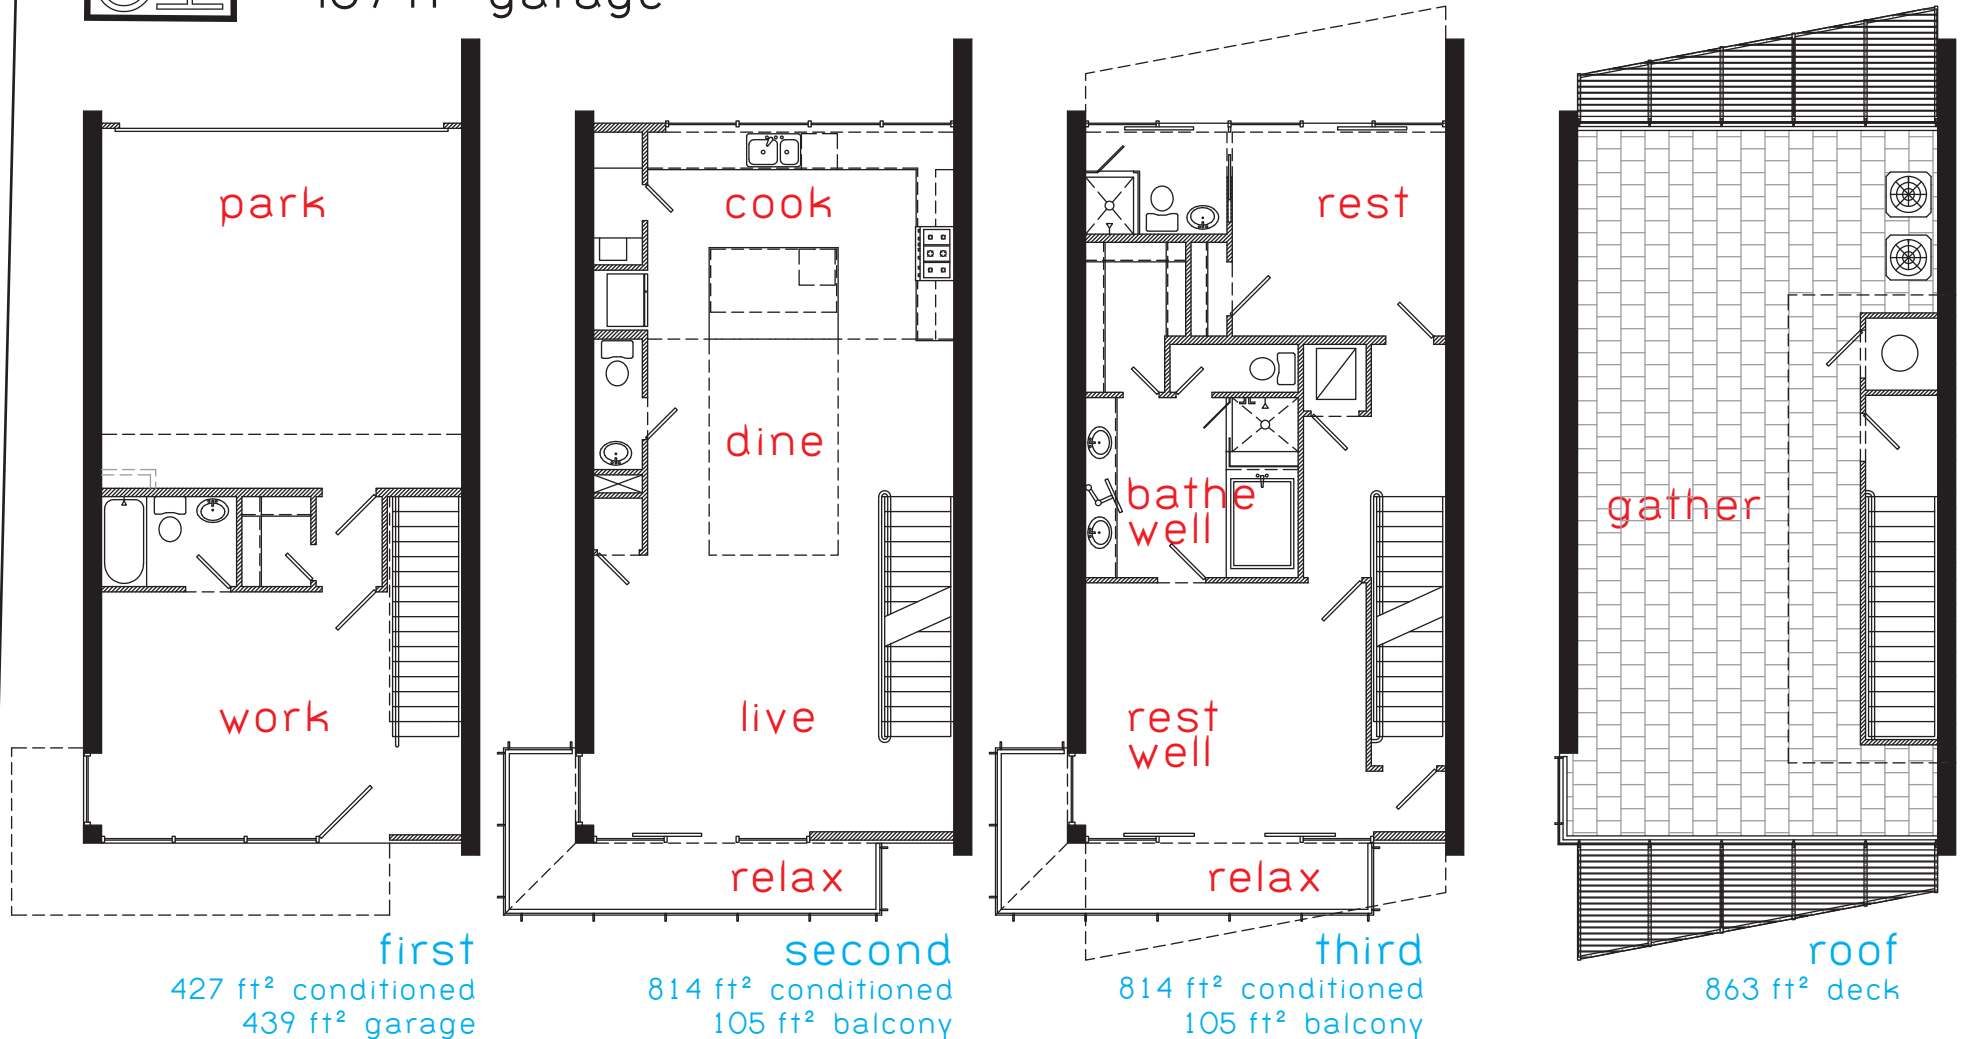 garage
park
cook
rest
dine
bathe
well
gather
work
live
rest
well
relax
relax
first
427 ft² conditioned
439 ft² garage
second
814 ft² conditioned
105 ft² balcony
third
814 ft² conditioned
105 ft² balcony
roof
863 ft² deck